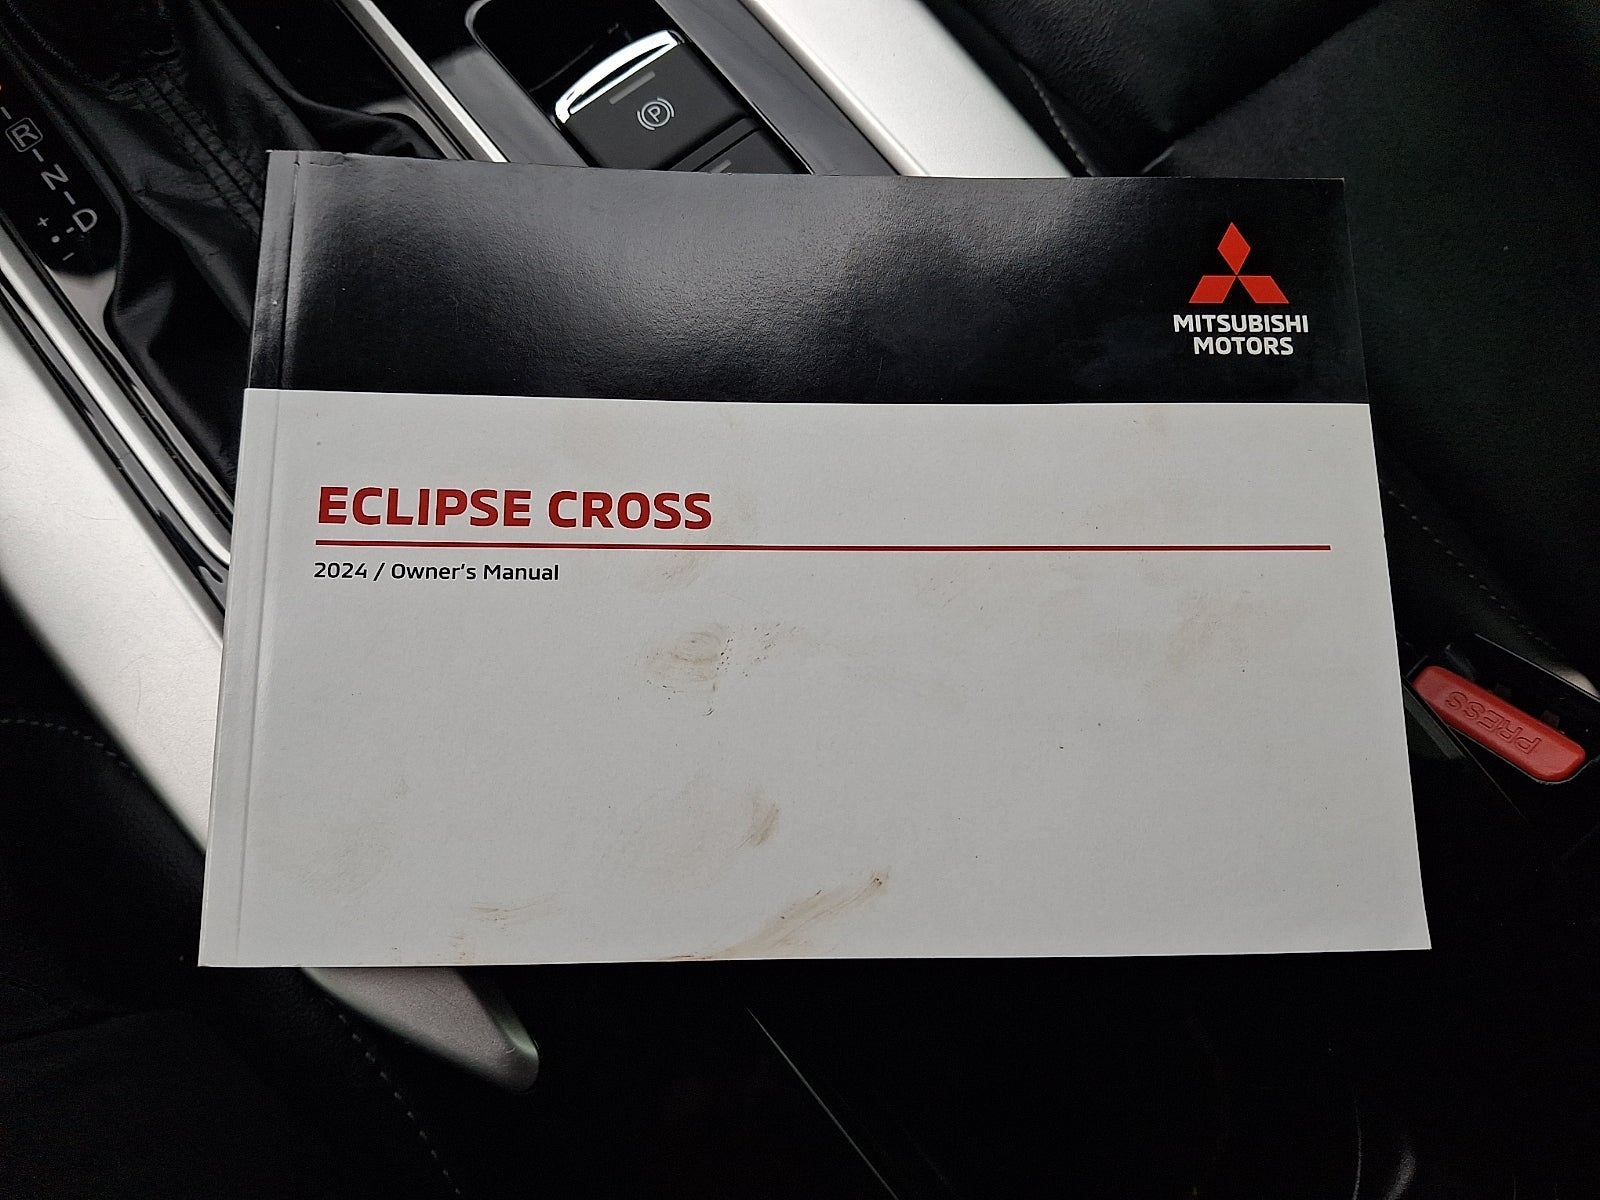 R
N
D
+
-
P
MITSUBISHI
MOTORS
ECLIPSE CROSS
2024 / Owner's Manual
PRESS